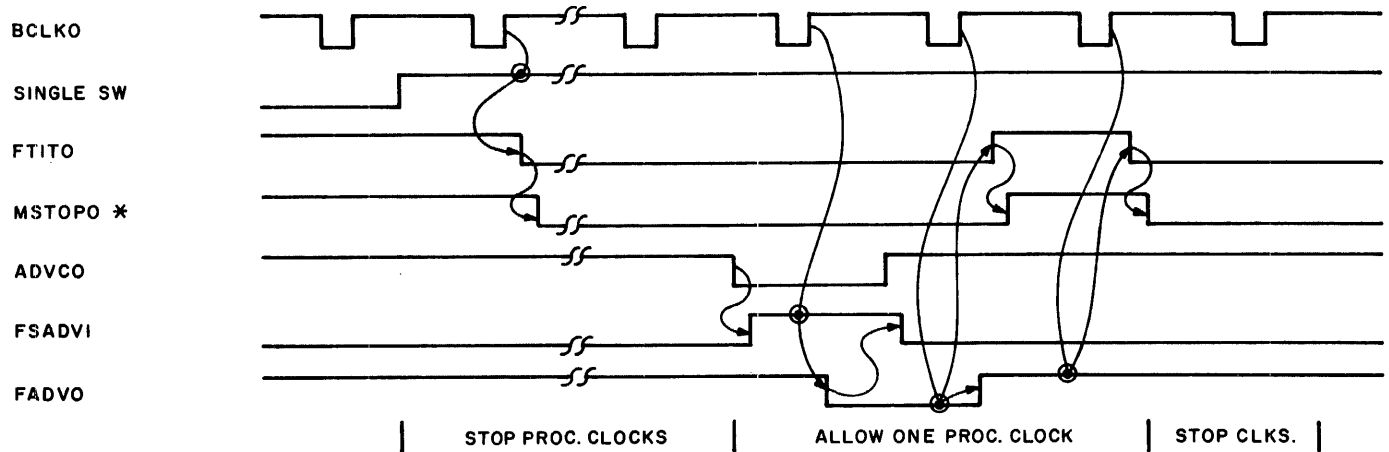 BCLKO
SINGLE SW
FTITO
MSTOPO *
ADVCO
FSADVI
FADVO
STOP PROC. CLOCKS
ALLOW ONE PROC. CLOCK
STOP CLKS.